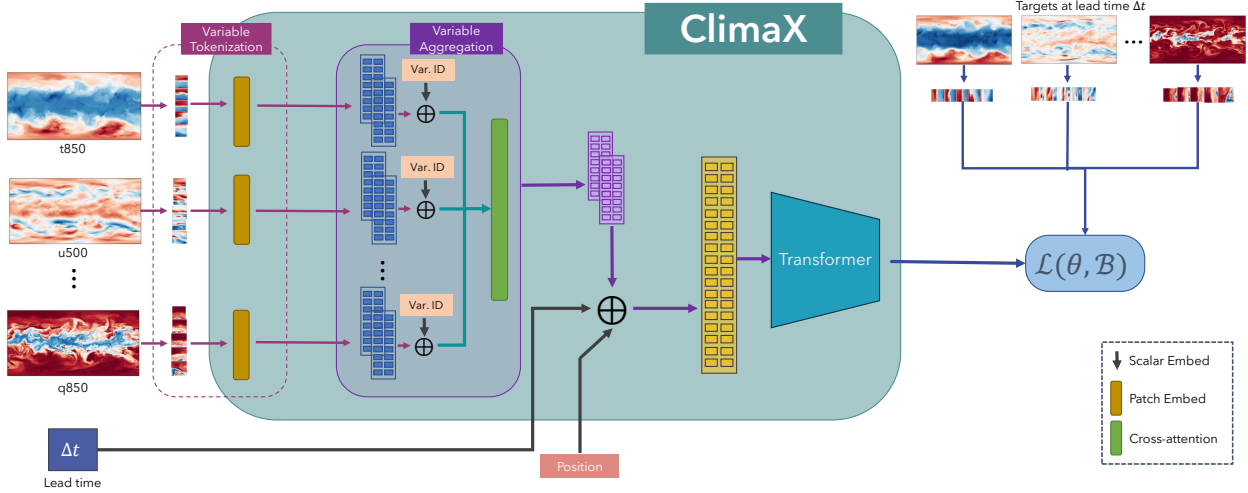 ClimaX
Targets at lead time Δt
Variable
Tokenization
Variable
Aggregation
Var. ID
t850
Var. ID
u500
Var. ID
q850
Transformer
ℒ(θ, ℬ)
Δt
Lead time
Position
Scalar Embed
Patch Embed
Cross-attention